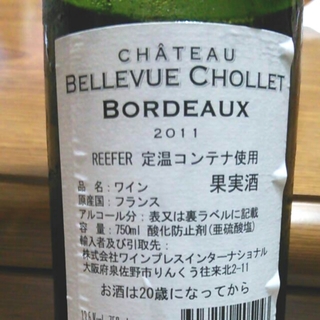 CHÂTEAU
BELLEVUE CHOLLET
BORDEAUX
2011
REEFER 定温コンテナ使用
品名：ワイン 果実酒
原産国：フランス
アルコール分：表又は裏ラベルに記載
容量：750ml 酸化防止剤(亜硫酸塩)
輸入者及び引取先：
株式会社ワインプレスインターナショナル
大阪府泉佐野市りんくう往来北2-11
お酒は20歳になってから